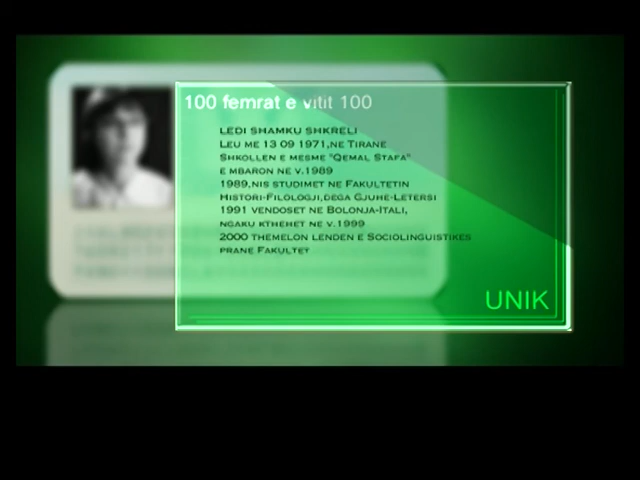 100 femrat e vitit 100
LEDI SHAMKU SHKRELI
LEU ME 13 09 1971,NE TIRANE
SHKOLLEN E MESME "QEMAL STAFA"
E MBARON NE V.1989
1989,NIS STUDIMET NE FAKULTETIN
HISTORI-FILOLOGJI,DEGA GJUHE-LETERSI
1991 VENDOSET NE BOLONJA-ITALI,
NGAKU KTHEHET NE V.1999
2000 THEMELON LENDEN E SOCIOLINGUISTIKES
PRANE FAKULTET
UNIK